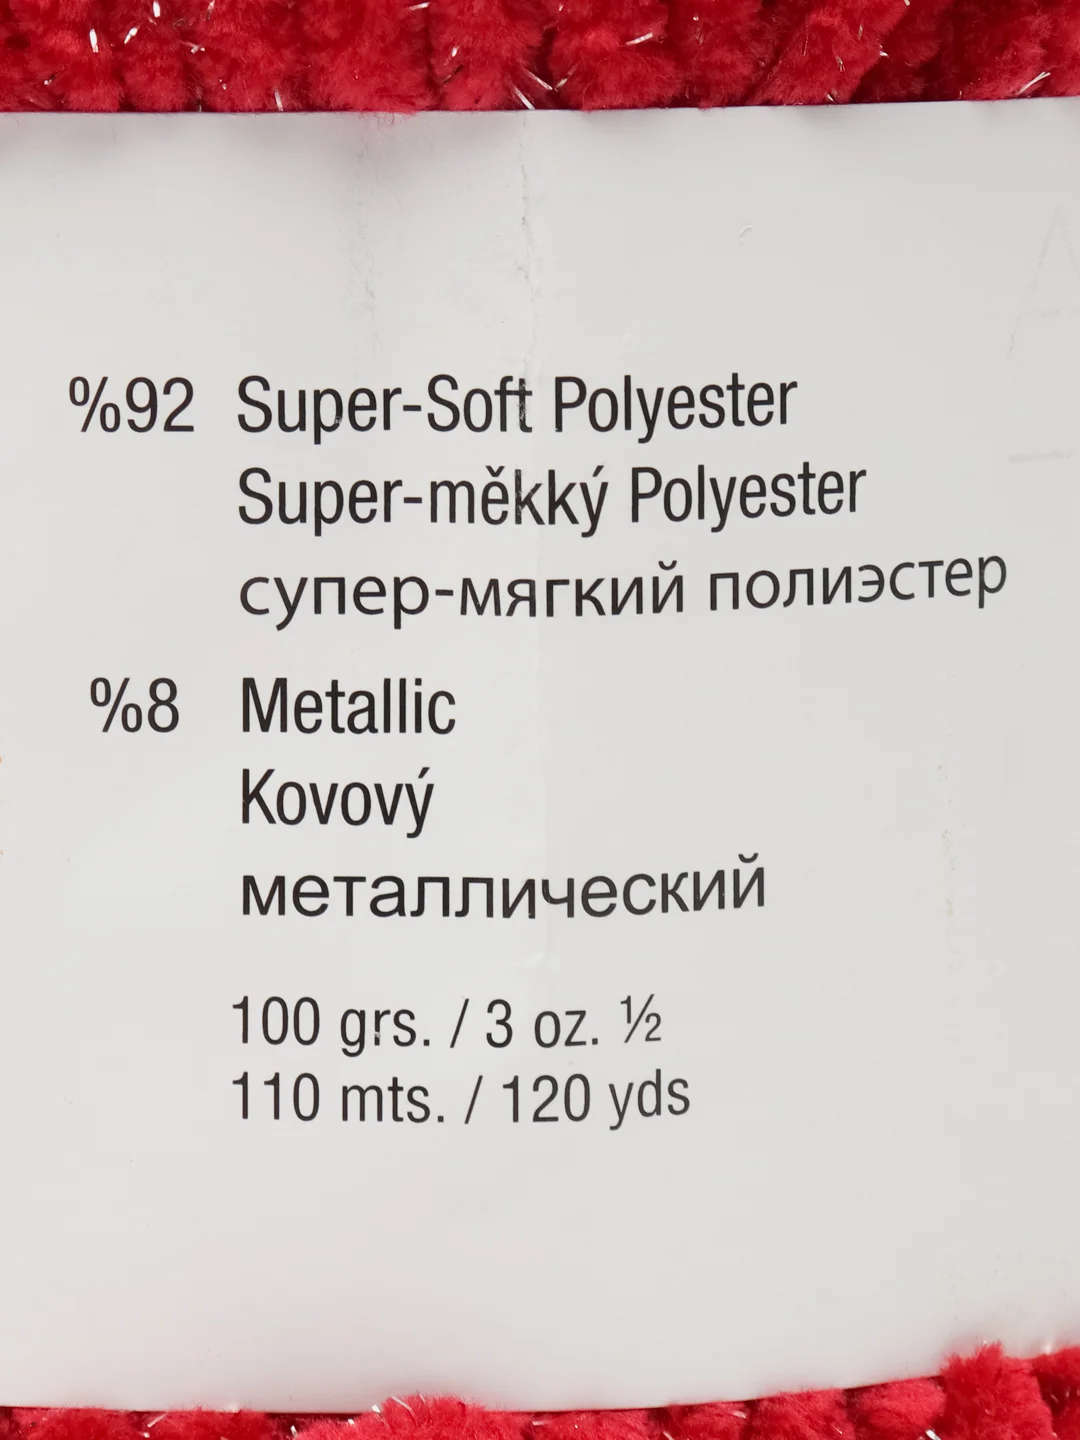 %92 Super-Soft Polyester
Super-měkký Polyester
супер-мягкий полиэстер
%8 Metallic
Kovový
металлический
100 grs. / 3 oz. ½
110 mts. / 120 yds